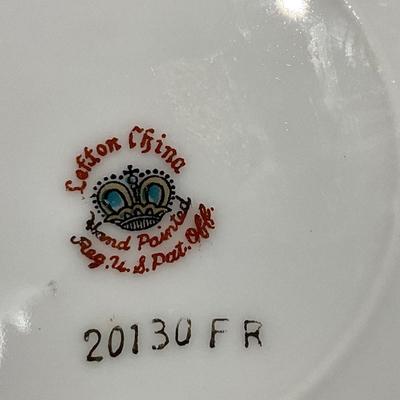 Lefton China
Hand Painted
Reg. U. S. Pat. Off.
20130 FR